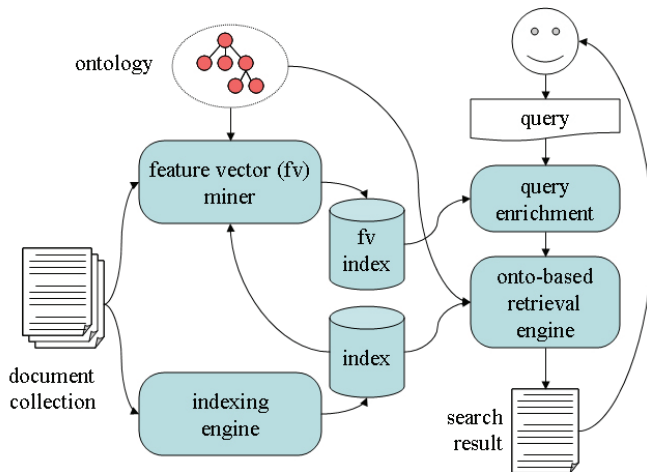 ontology
query
feature vector (fv)
miner
query
enrichment
fv
index
onto-based
retrieval
engine
index
document
collection
indexing
engine
search
result